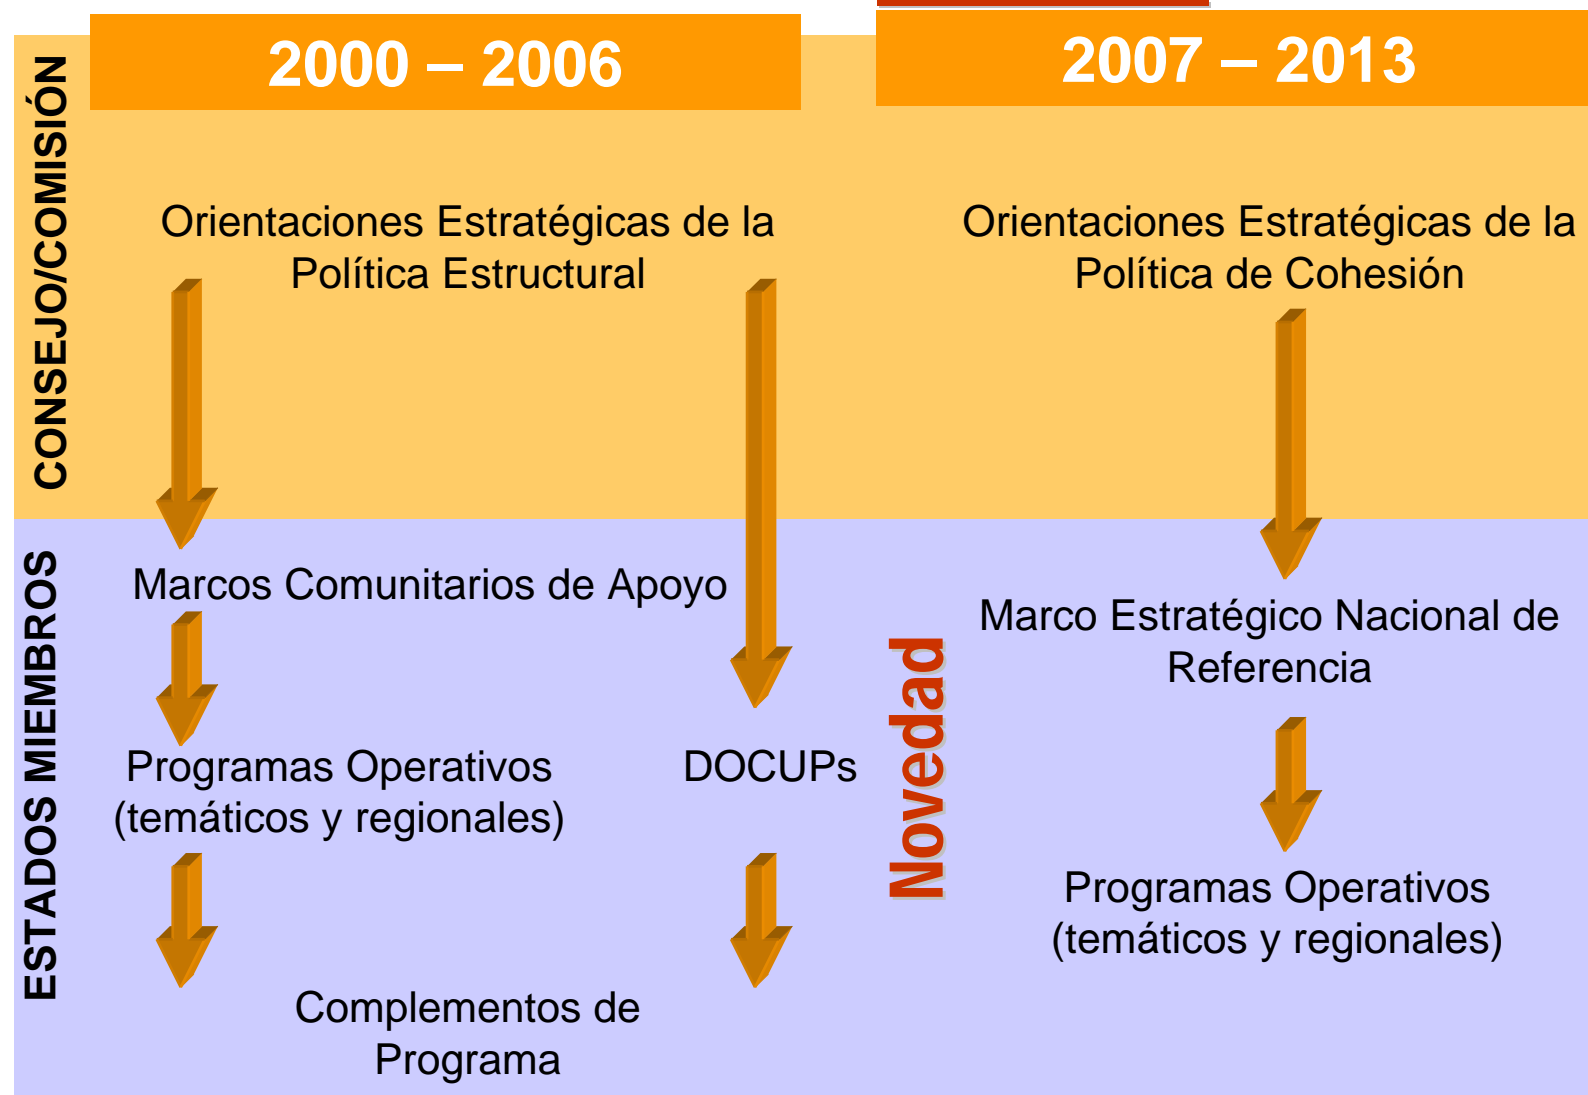 2000 – 2006
2007 – 2013
CONSEJO/COMISIÓN
Orientaciones Estratégicas de la
Política Estructural
Orientaciones Estratégicas de la
Política de Cohesión
ESTADOS MIEMBROS
Marcos Comunitarios de Apoyo
Programas Operativos
(temáticos y regionales)
DOCUPs
Complementos de
Programa
Novedad
Marco Estratégico Nacional de
Referencia
Programas Operativos
(temáticos y regionales)